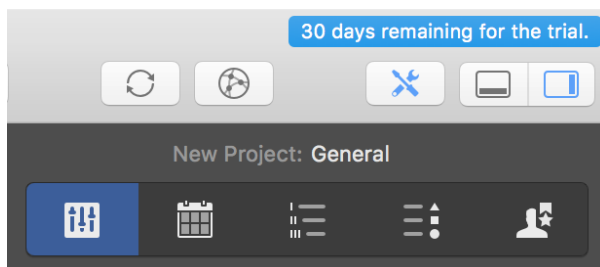 30 days remaining for the trial.
New Project: General